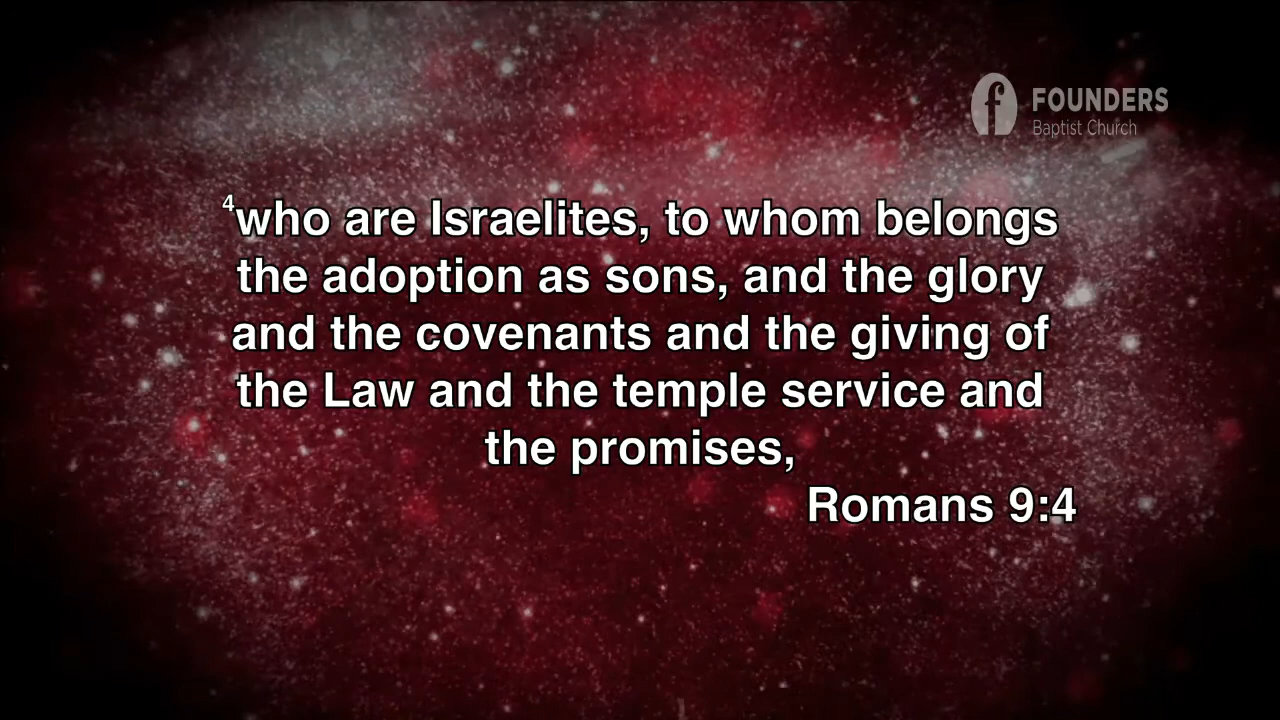 FOUNDERS
Baptist Church
4who are Israelites, to whom belongs
the adoption as sons, and the glory
and the covenants and the giving of
the Law and the temple service and
the promises,
Romans 9:4